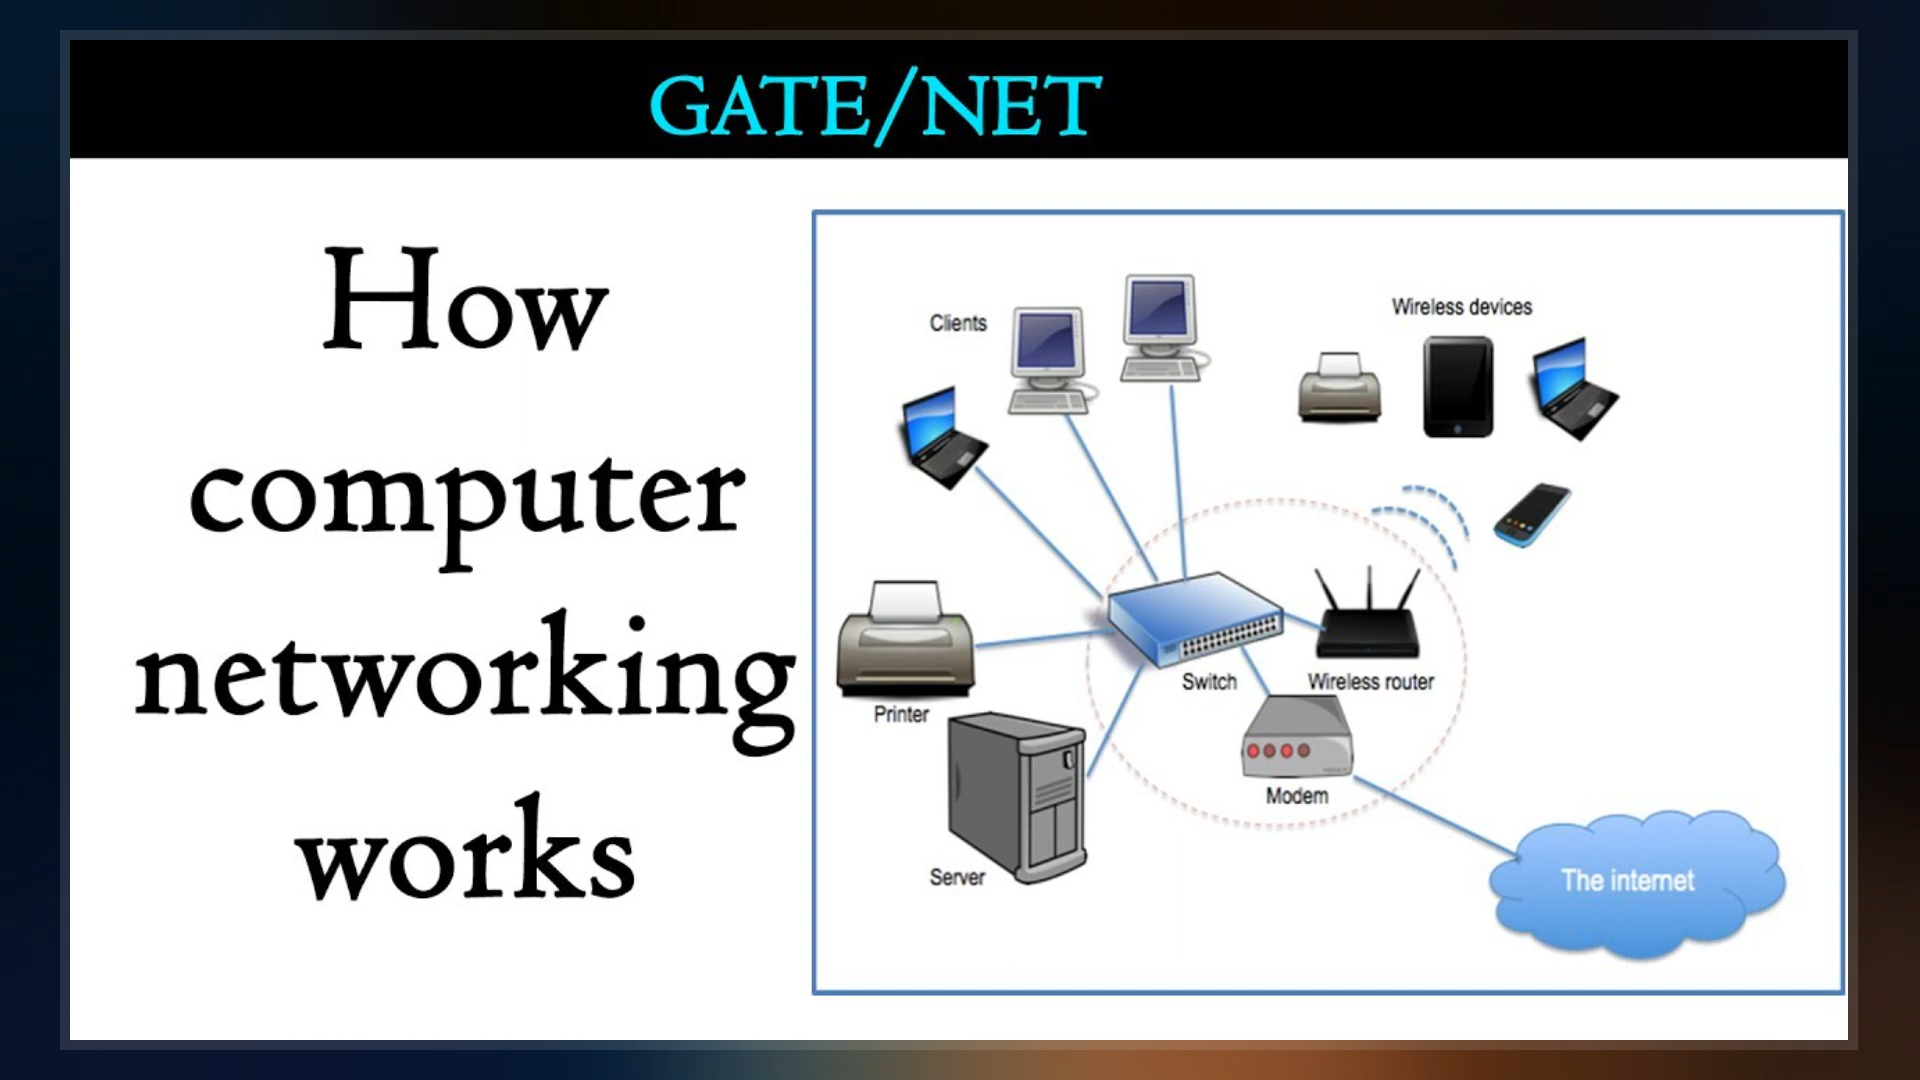 GATE/NET
How
computer
networking
works
Clients
Wireless devices
Switch
Wireless router
Printer
Modem
Server
The internet